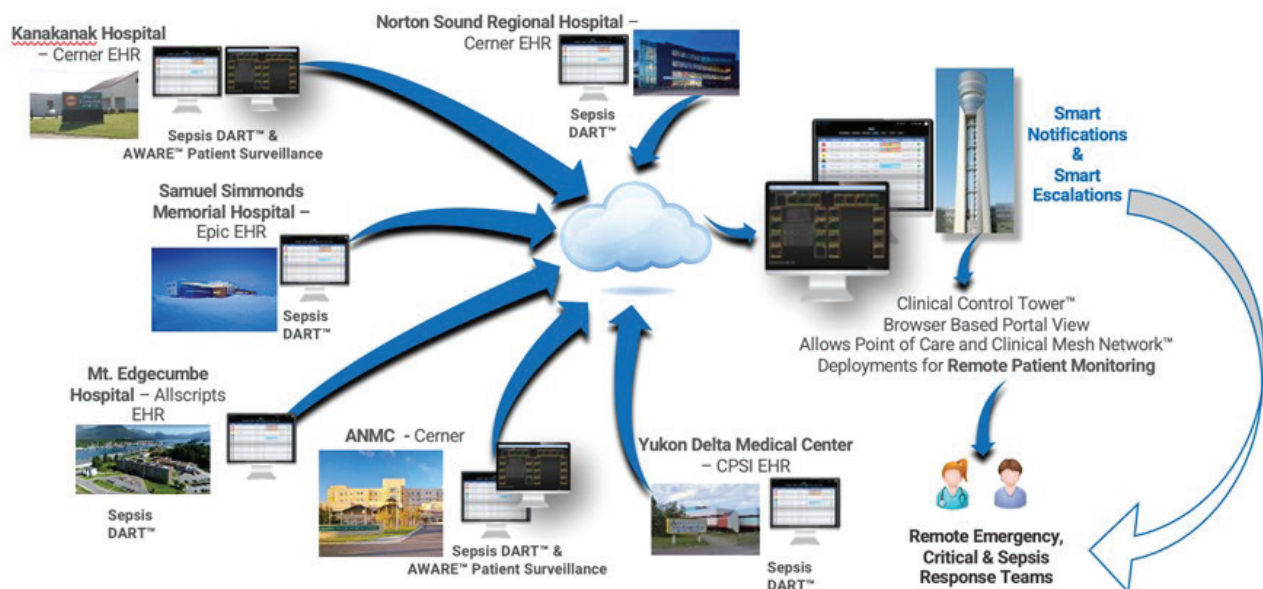 Kanakanak Hospital
– Cerner EHR
Sepsis DART™ &
AWARE™ Patient Surveillance
Norton Sound Regional Hospital –
Cerner EHR
Sepsis
DART™
Smart
Notifications
&
Smart
Escalations
Samuel Simmonds
Memorial Hospital –
Epic EHR
Sepsis
DART™
Clinical Control Tower™
Browser Based Portal View
Allows Point of Care and Clinical Mesh Network™
Deployments for Remote Patient Monitoring
Mt. Edgecumbe
Hospital – Allscripts
EHR
Sepsis
DART™
ANMC - Cerner
Sepsis DART™ &
AWARE™ Patient Surveillance
Yukon Delta Medical Center
– CPSI EHR
Sepsis
DART™
Remote Emergency,
Critical & Sepsis
Response Teams